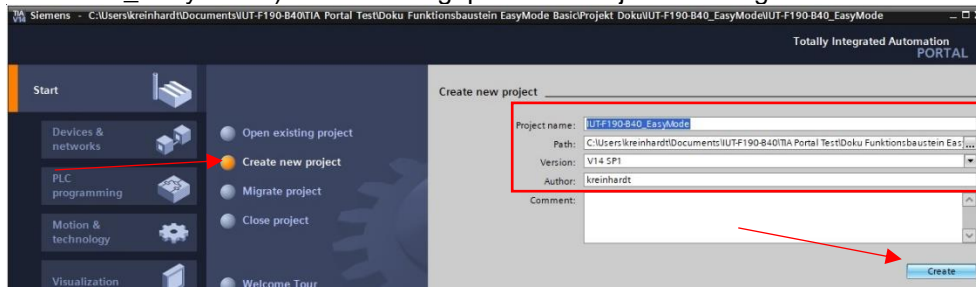 Siemens - C:\Users\kreinhardt\Documents\IUT-F190-B40\TIA Portal Test\Doku Funktionsbaustein EasyMode Basic\Projekt Doku\IUT-F190-B40_EasyMode\IUT-F190-B40_EasyMode
Totally Integrated Automation
PORTAL
Start
Devices &
networks
PLC
programming
Motion &
technology
Visualization
Open existing project
Create new project
Migrate project
Close project
Welcome Tour
Create new project
Project name: IUT-F190-B40_EasyMode
Path: C:\Users\kreinhardt\Documents\IUT-F190-B40\TIA Portal Test\Doku Funktionsbaustein Eas ...
Version: V14 SP1
Author: kreinhardt
Comment:
Create